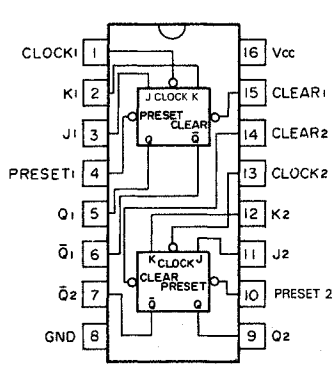 CLOCK1 1 16 Vcc
K1 2 15 CLEAR1
J CLOCK K
J1 3 14 CLEAR2
PRESET
CLEAR
PRESET1 4 13 CLOCK2
Q Q̅
Q1 5 12 K2
Q̅1 6 11 J2
K CLOCK J
CLEAR
PRESET
Q̅2 7 10 PRESET 2
Q̅ Q
GND 8 9 Q2